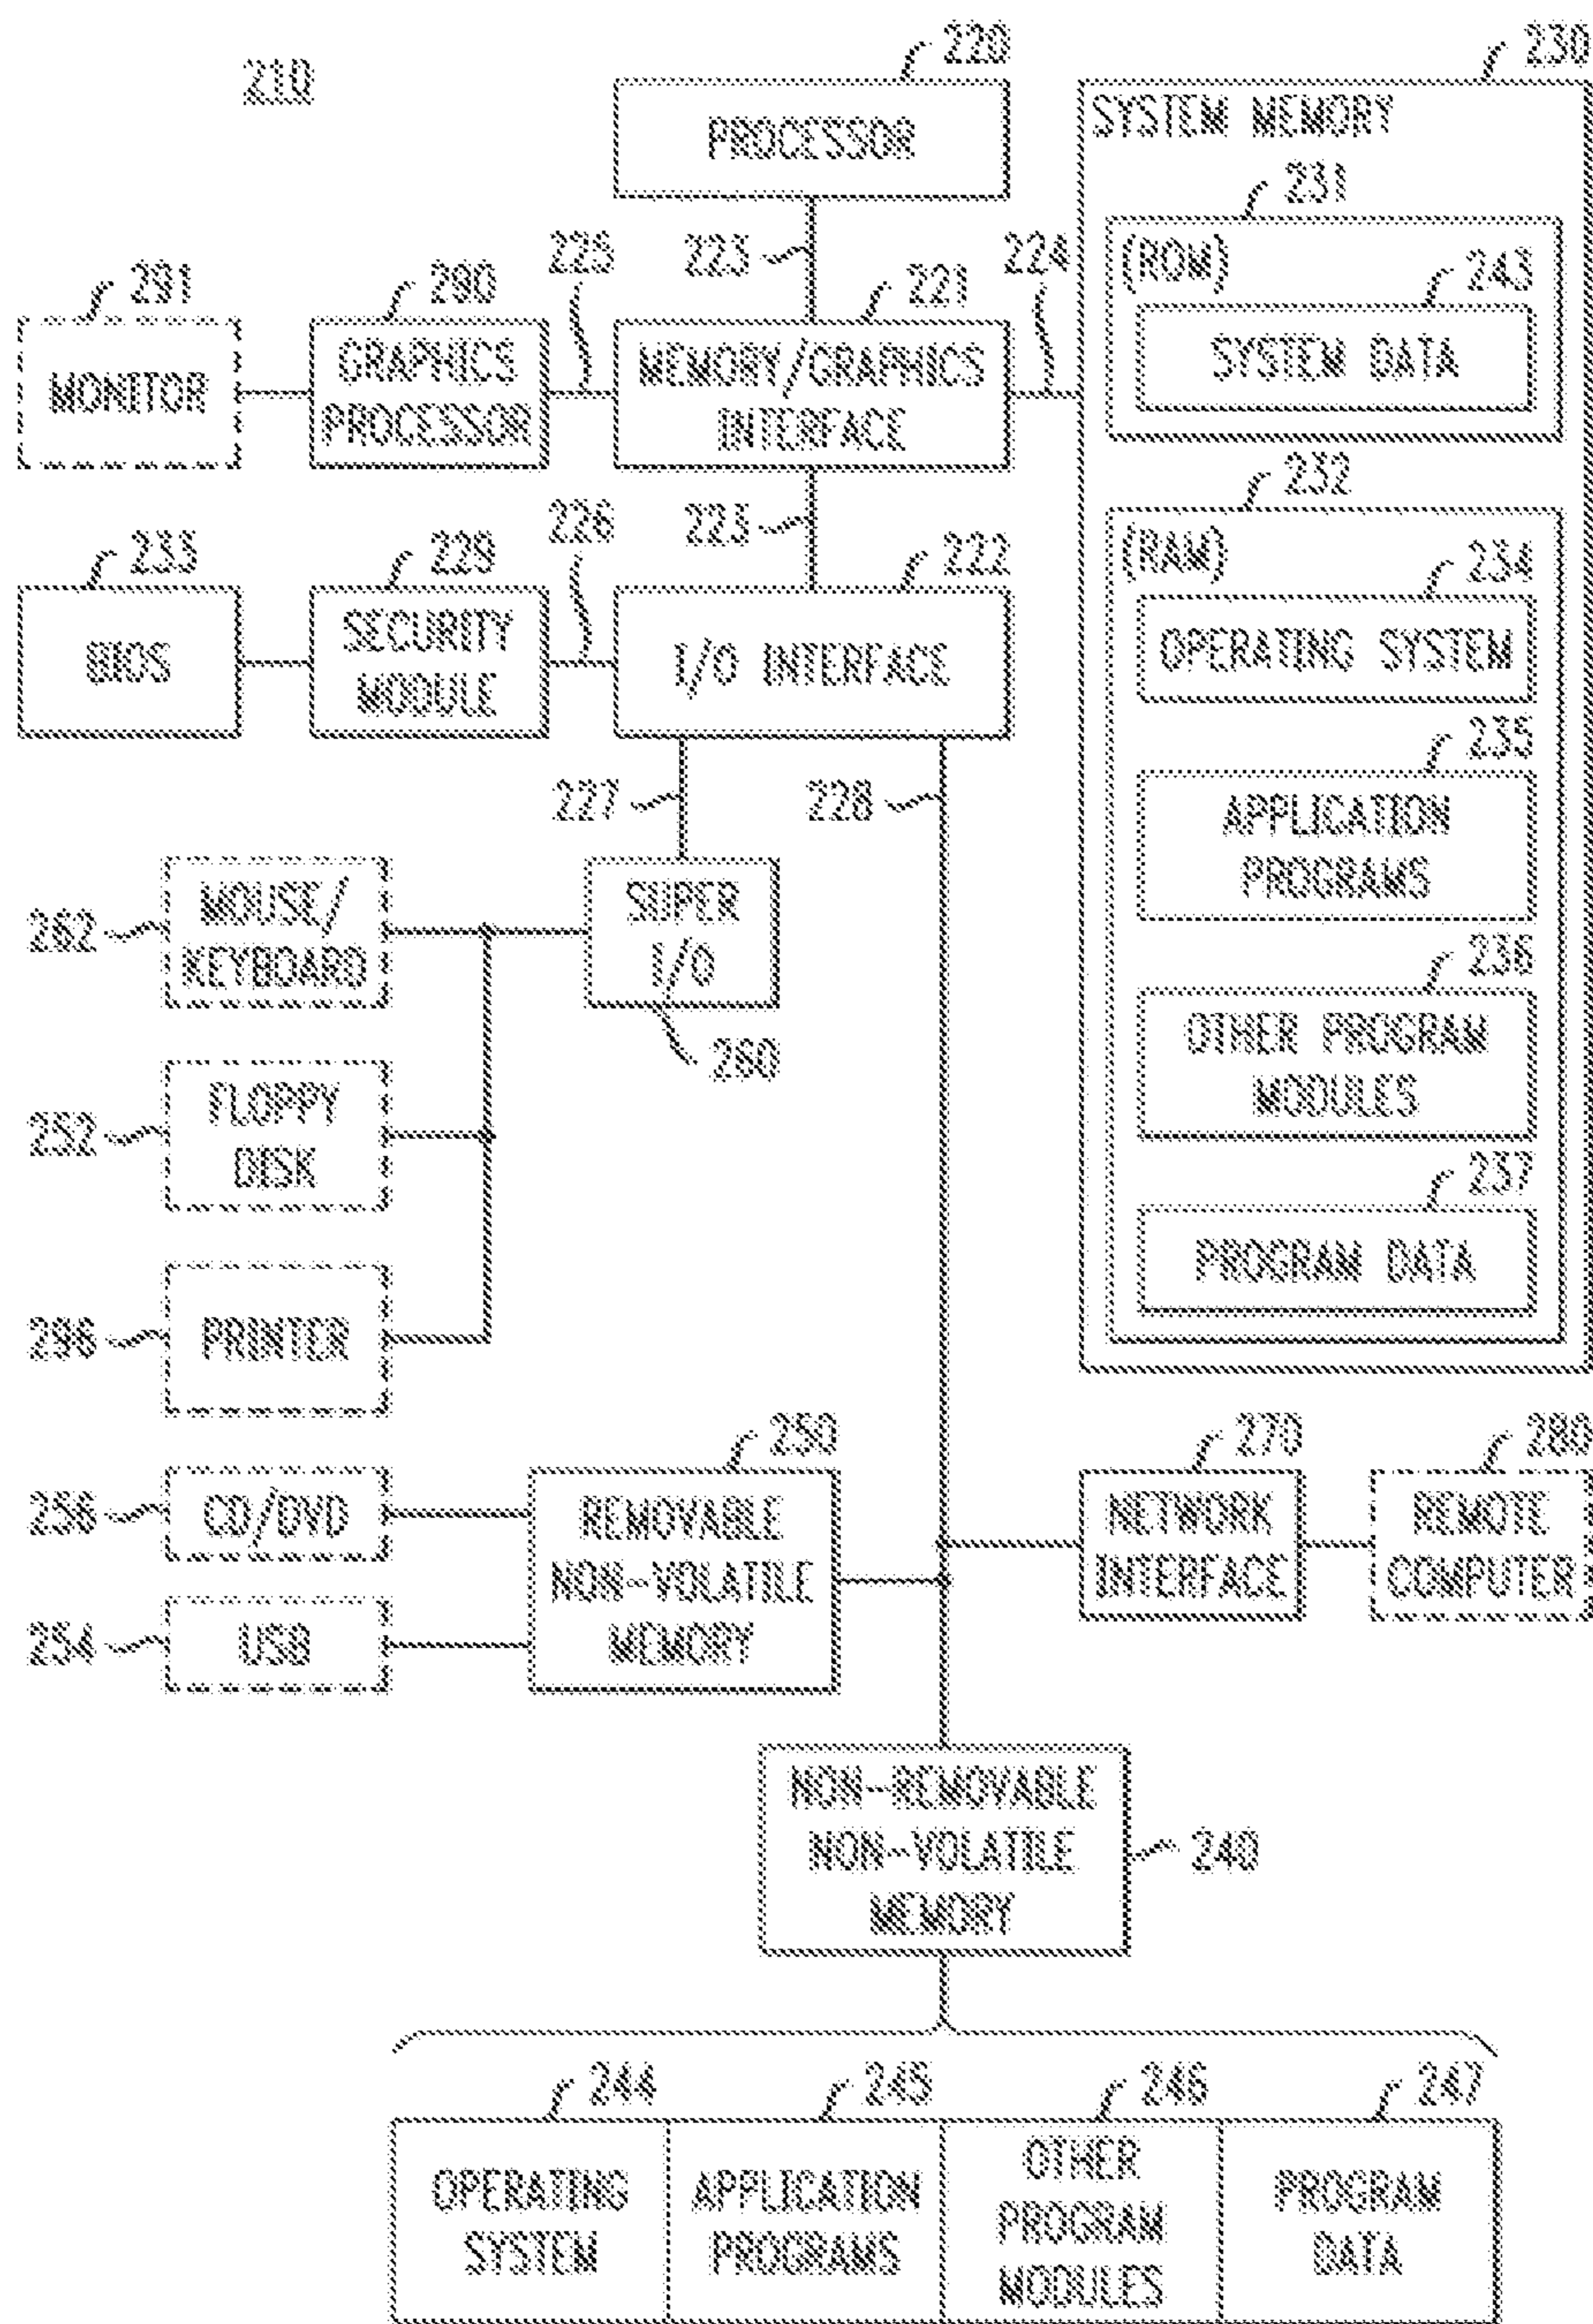 210
220
PROCESSOR
230
SYSTEM MEMORY
231
(ROM)
243
SYSTEM DATA
223
225
224
291
MONITOR
290
GRAPHICS
PROCESSOR
221
MEMORY/GRAPHICS
INTERFACE
232
(RAM)
234
OPERATING SYSTEM
235
APPLICATION
PROGRAMS
236
OTHER PROGRAM
MODULES
237
PROGRAM DATA
223
226
233
BIOS
229
SECURITY
MODULE
222
I/O INTERFACE
227
228
262
MOUSE/
KEYBOARD
SUPER
I/O
260
252
FLOPPY
DISK
296
PRINTER
256
CD/DVD
254
USB
250
REMOVABLE
NON-VOLATILE
MEMORY
270
NETWORK
INTERFACE
280
REMOTE
COMPUTER
NON-REMOVABLE
NON-VOLATILE
MEMORY
240
244
OPERATING
SYSTEM
245
APPLICATION
PROGRAMS
246
OTHER
PROGRAM
MODULES
247
PROGRAM
DATA